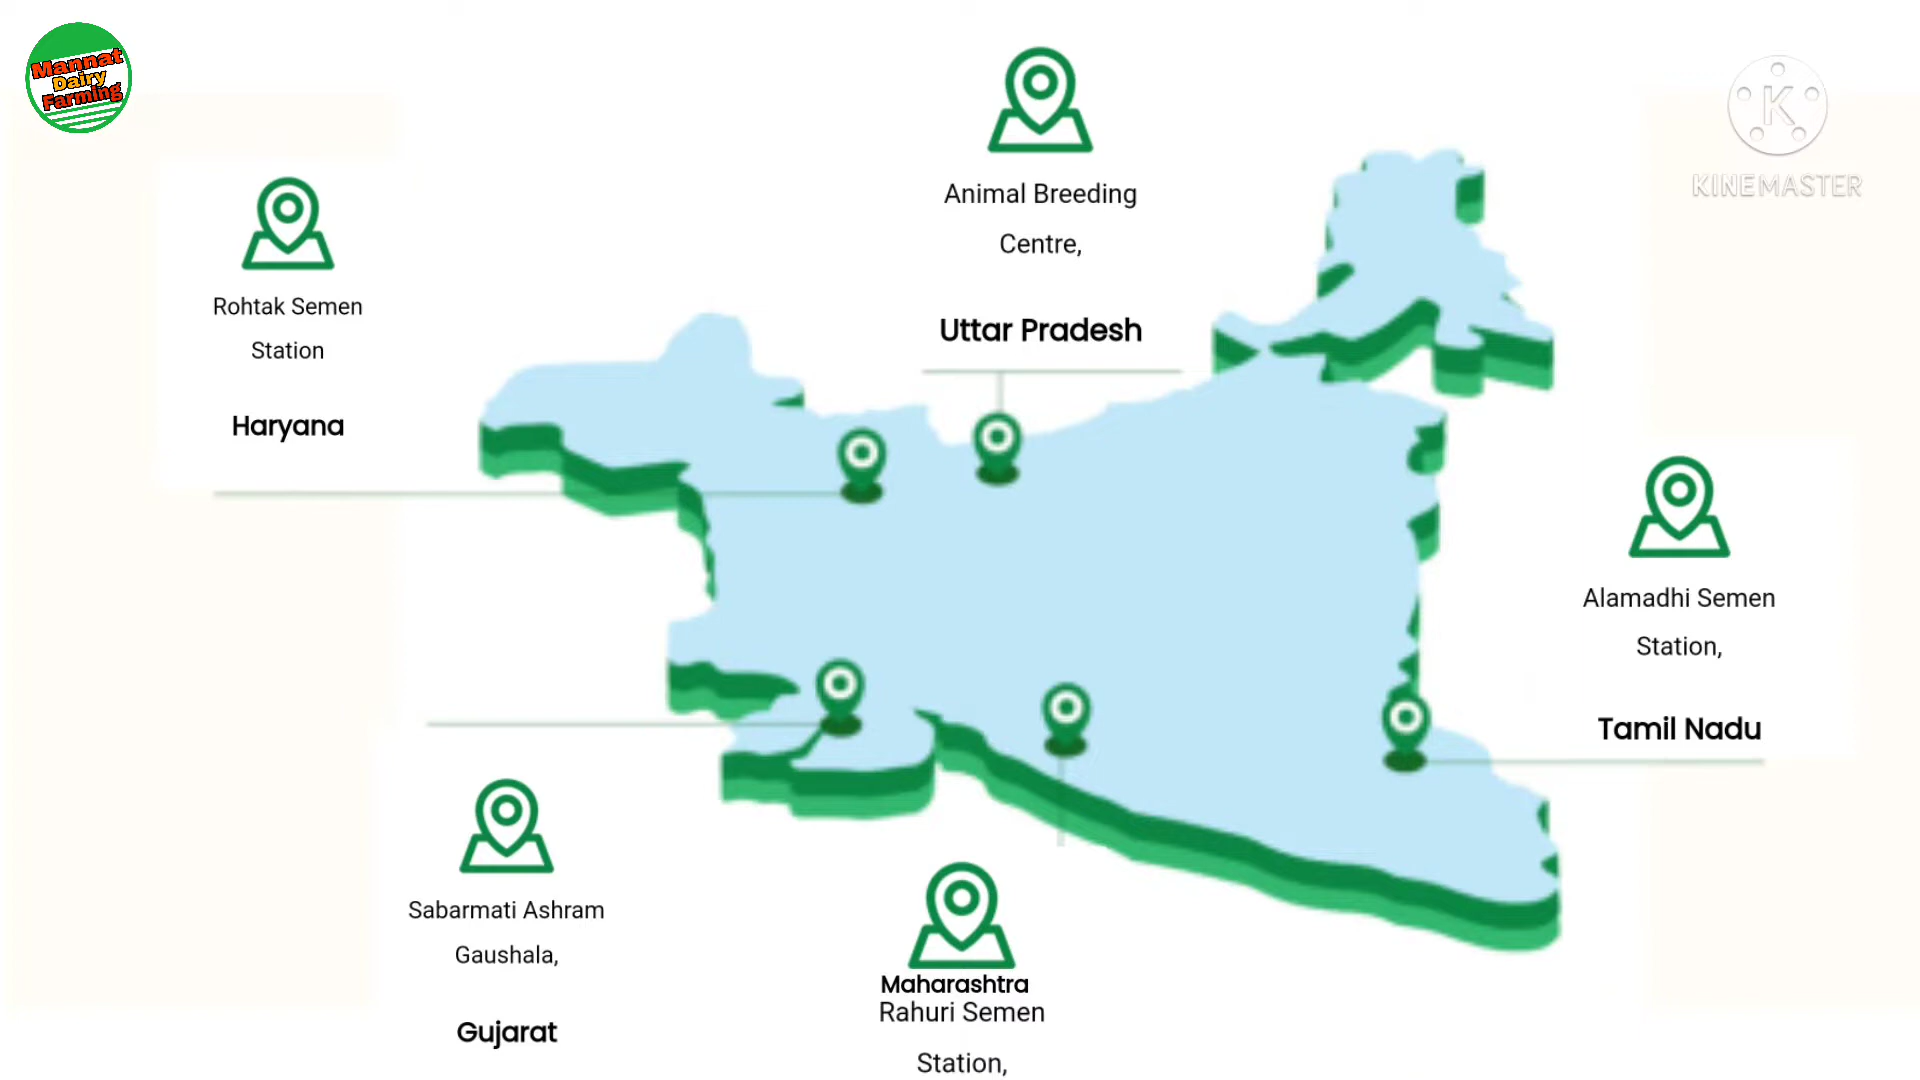 Mannat
Dairy
Farming
K
KINEMASTER
Animal Breeding
Centre,
Uttar Pradesh
Rohtak Semen
Station
Haryana
Alamadhi Semen
Station,
Tamil Nadu
Sabarmati Ashram
Gaushala,
Gujarat
Maharashtra
Rahuri Semen
Station,